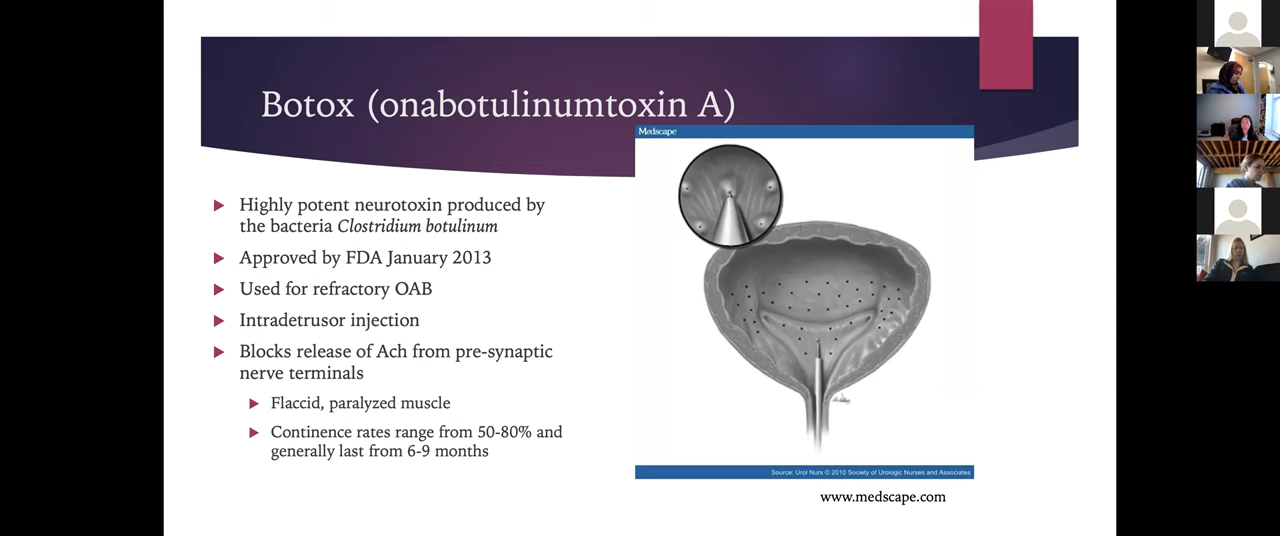 Botox (onabotulinumtoxin A)
Medscape
Highly potent neurotoxin produced by
the bacteria Clostridium botulinum
Approved by FDA January 2013
Used for refractory OAB
Intradetrusor injection
Blocks release of Ach from pre-synaptic
nerve terminals
Flaccid, paralyzed muscle
Continence rates range from 50-80% and
generally last from 6-9 months
Source: Urol Nurs © 2010 Society of Urologic Nurses and Associates
www.medscape.com